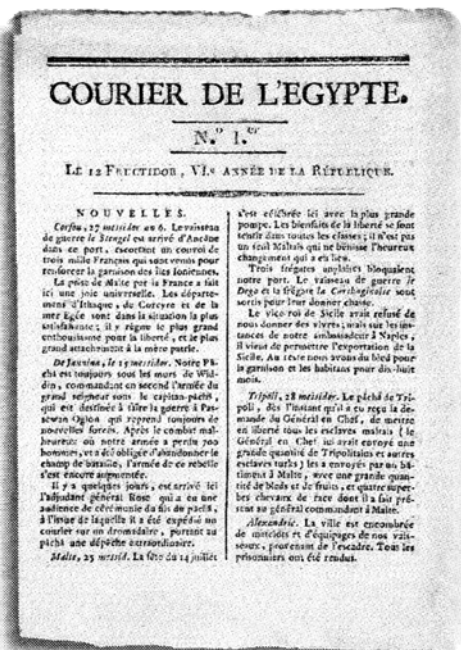 COURIER DE L'EGYPTE.
N.º 1.er
LE 12 FRUCTIDOR, VI.e ANNÉE DE LA RÉPUBLIQUE.
NOUVELLES.
Corfou, 27 messidor an 6. Le vaisseau
de guerre le Stengel est arrivé d'Ancône
dans ce port, escortant un convoi de
trois mille Français qui sont venus pour
renforcer la garnison des îles Ioniennes.
La prise de Malte par la France a fait
ici une joie universelle. Les départe-
mens d'Ithaque, du Corcyre et de la
mer Egée sont dans la situation la plus
satisfaisante; il y règne le plus grand
enthousiasme pour la liberté, et le plus
grand attachement à la mère patrie.
De Jannina, le 15 messidor. Notre Pâ-
cha est toujours sous les murs de Wid-
din, commandant en second l'armée du
grand seigneur sous le capitan-pacha,
qui est destinée à faire la guerre à Pas-
sewan Oglou qui reprend toujours de
nouvelles forces. Après le combat mal-
heureux où notre armée a perdu 700
hommes, et a été obligée d'abandonner le
champ de bataille, l'armée de ce rebelle
s'est encore augmentée.
Il y a quelques jours, est arrivé ici
l'adjudant général Rose qui a eu une
audience de cérémonie du fils de pacha,
à l'issue de laquelle il a été expédié un
courier sur un dromadaire, portant au
pacha une dépêche extraordinaire.
Malte, 25 messid. La fête du 14 juillet
s'est célébrée ici avec la plus grande
pompe. Les bienfaits de la liberté se font
sentir dans toutes les classes; il n'est pas
un seul Maltais qui ne bénisse l'heureux
changement qui a eu lieu.
Trois frégates anglaises bloquaient
notre port. Le vaisseau de guerre le
Dego et la frégate la Carthaginoise sont
sortis pour leur donner chasse.
Le vice roi de Sicile avait refusé de
nous donner des vivres; mais sur les ins-
tances de notre ambassadeur à Naples,
il vient de permettre l'exportation de la
Sicile. Au reste nous avons du bled pour
la garnison et les habitans pour dix-huit
mois.
Tripoli, 28 messidor. Le pâchâ de Tri-
poli, dès l'instant qu'il a eu reçu la de-
mande du Général en Chef, de mettre
en liberté tous les esclaves maltais (le
Général en Chef lui avait envoyé une
grande quantité de Tripolitains et autres
esclaves turks) les a envoyés par un bâ-
timent à Malte, avec une grande quan-
tité de bleds et de fruits, et quatre super-
bes chevaux de race dont il a fait pré-
sent au général commandant à Malte.
Alexandrie. La ville est encombrée
de matelots et d'équipages de nos vais-
seaux, provenant de l'escadre. Tous les
prisonniers ont été rendus.